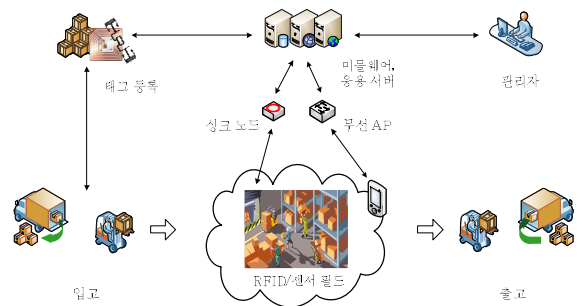 태그 등록
미들웨어,
응용 서버
관리자
싱크 노드
무선 AP
RFID/센서 필드
입고
출고